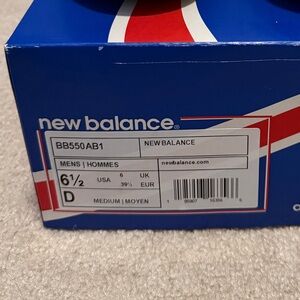 new balance
BB550AB1 NEW BALANCE
MENS | HOMMES newbalance.com
6½ USA 6 UK
39½ EUR
D MEDIUM | MOYEN